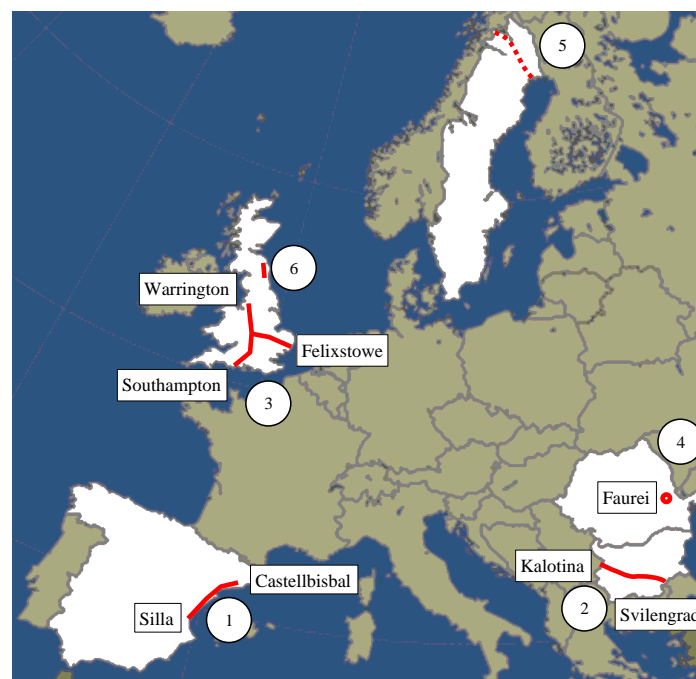 5
6
Warrington
Felixstowe
Southampton
3
4
Faurei
Kalotina
Castellbisbal
Silla
1
2
Svilengrad